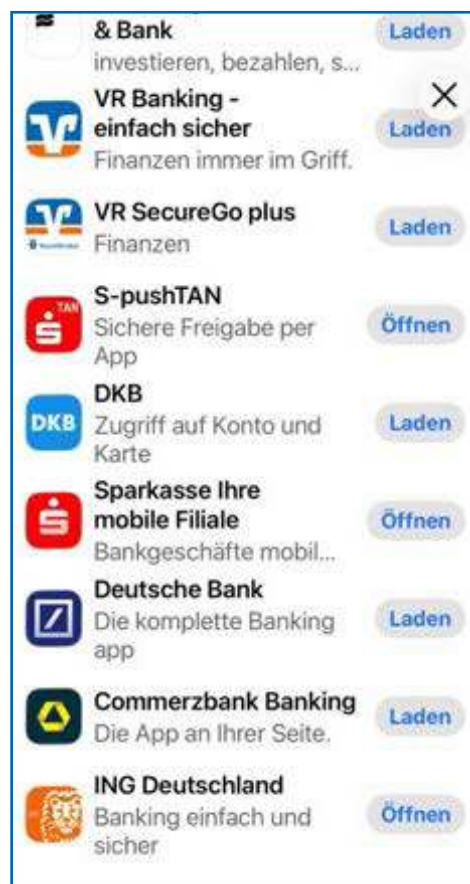 & Bank
Laden
investieren, bezahlen, s...
VR Banking -
einfach sicher
Laden
Finanzen immer im Griff.
VR SecureGo plus
Finanzen
Laden
TAN
S-pushTAN
Sichere Freigabe per
App
Öffnen
DKB
DKB
Zugriff auf Konto und
Karte
Laden
Sparkasse Ihre
mobile Filiale
Bankgeschäfte mobil...
Öffnen
Deutsche Bank
Die komplette Banking
app
Laden
Commerzbank Banking
Die App an Ihrer Seite.
Laden
ING Deutschland
Banking einfach und
sicher
Öffnen